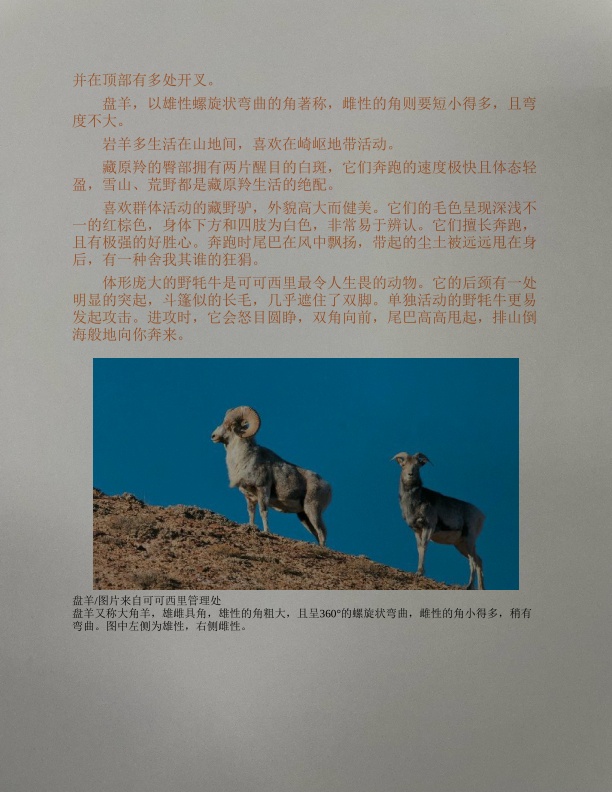 并在顶部有多处开叉。
盘羊，以雄性螺旋状弯曲的角著称，雌性的角则要短小得多，且弯
度不大。
岩羊多生活在山地间，喜欢在崎岖地带活动。
藏原羚的臀部拥有两片醒目的白斑，它们奔跑的速度极快且体态轻
盈，雪山、荒野都是藏原羚生活的绝配。
喜欢群体活动的藏野驴，外貌高大而健美。它们的毛色呈现深浅不
一的红棕色，身体下方和四肢为白色，非常易于辨认。它们擅长奔跑，
且有极强的好胜心。奔跑时尾巴在风中飘扬，带起的尘土被远远甩在身
后，有一种舍我其谁的狂狷。
体形庞大的野牦牛是可可西里最令人生畏的动物。它的后颈有一处
明显的突起，斗篷似的长毛，几乎遮住了双脚。单独活动的野牦牛更易
发起攻击。进攻时，它会怒目圆睁，双角向前，尾巴高高甩起，排山倒
海般地向你奔来。
盘羊/图片来自可可西里管理处
盘羊又称大角羊，雄雌具角，雄性的角粗大，且呈360°的螺旋状弯曲，雌性的角小得多，稍有
弯曲。图中左侧为雄性，右侧雌性。